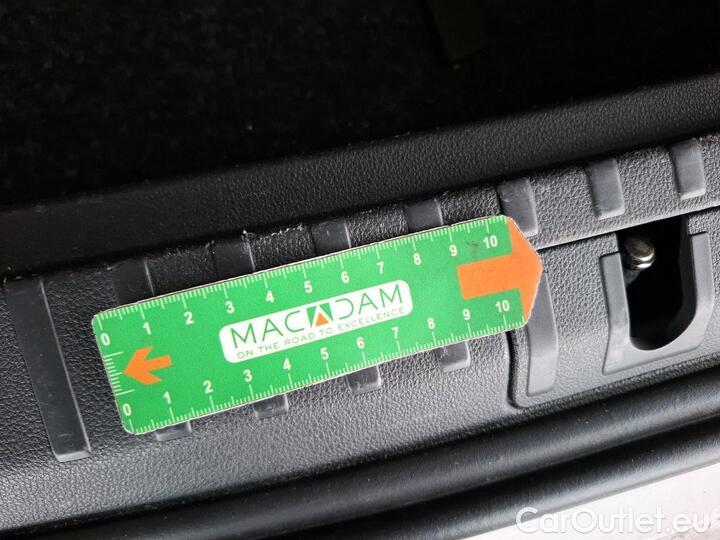 0 1 2 3 4 5 6 7 8 9 10
MACADAM
ON THE ROAD TO EXCELLENCE
0 1 2 3 4 5 6 7 8 9 10
CarOutlet.eu